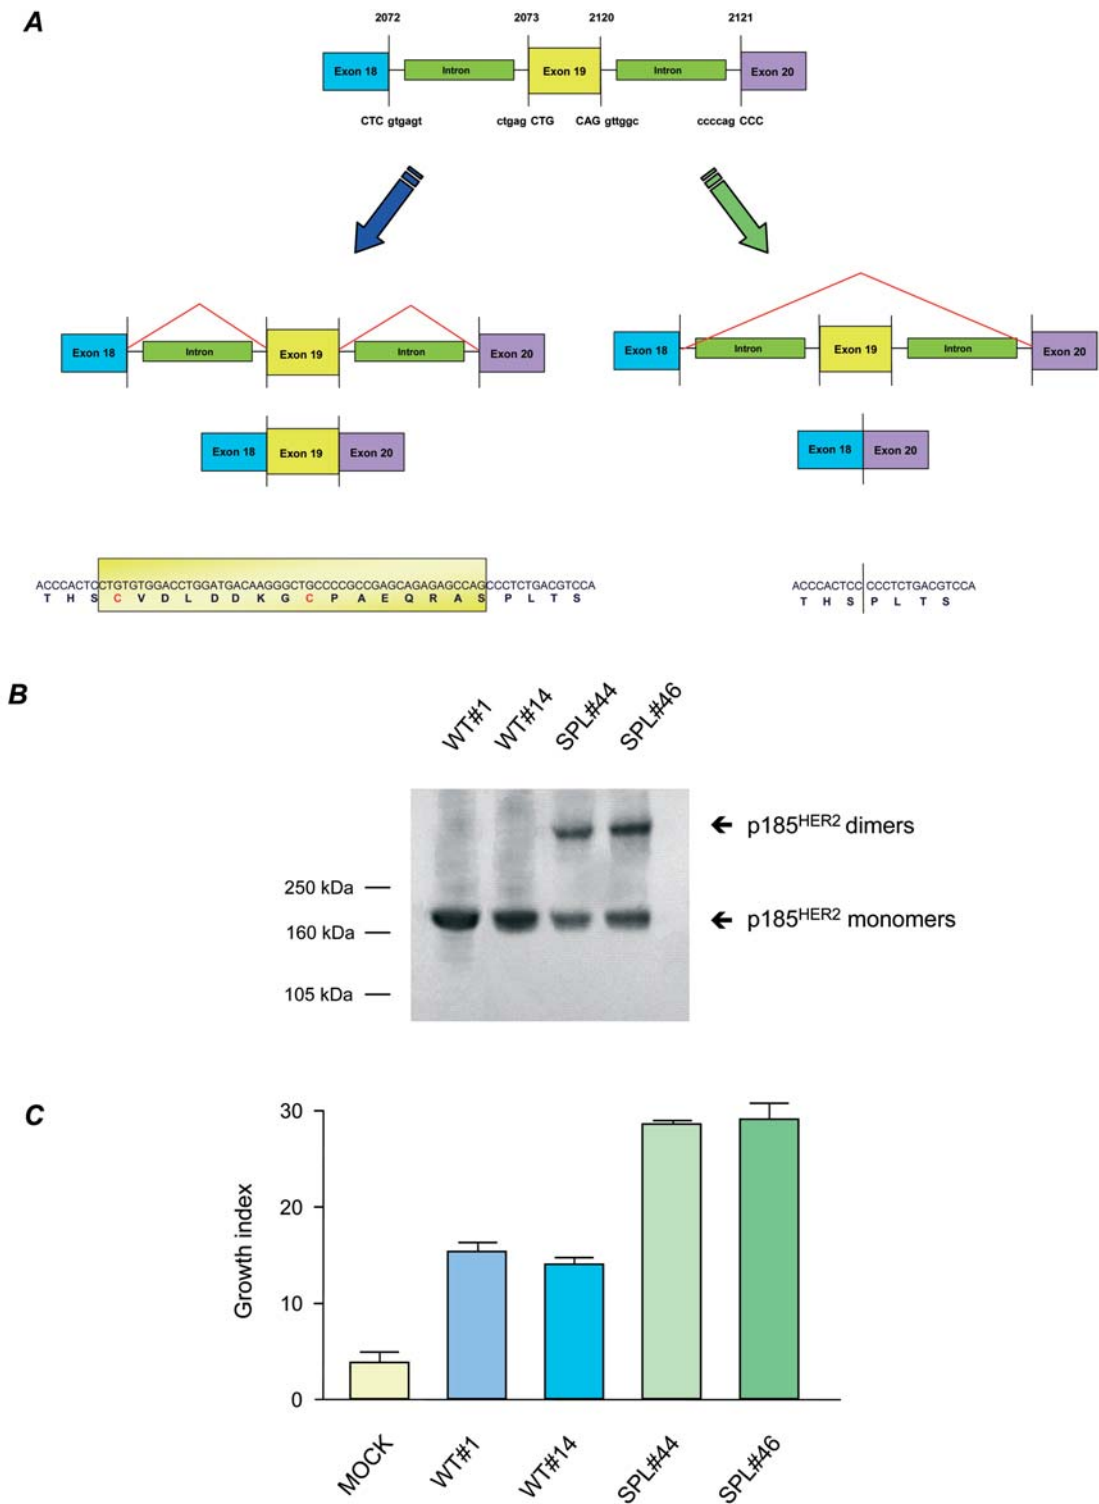 A
2072 2073 2120 2121
Exon 18 Intron Exon 19 Intron Exon 20
CTC gtgagt ctgag CTG CAG gttggc ccccag CCC
Exon 18 Intron Exon 19 Intron Exon 20
Exon 18 Intron Exon 19 Intron Exon 20
Exon 18 Exon 19 Exon 20
Exon 18 Exon 20
ACCCACTCCTGTGTGGACCTGGATGACAAGGGCTGCCCCGCCGAGCAGAGAGCCAGCCCTCTGACGTCCA
T H S C V D L D D K G C P A E Q R A S P L T S
ACCCACTCC CCCTCTGACGTCCA
T H S P L T S
B
WT#1 WT#14 SPL#44 SPL#46
p185HER2 dimers
250 kDa
p185HER2 monomers
160 kDa
105 kDa
C
30
20
10
0
Growth index
MOCK WT#1 WT#14 SPL#44 SPL#46